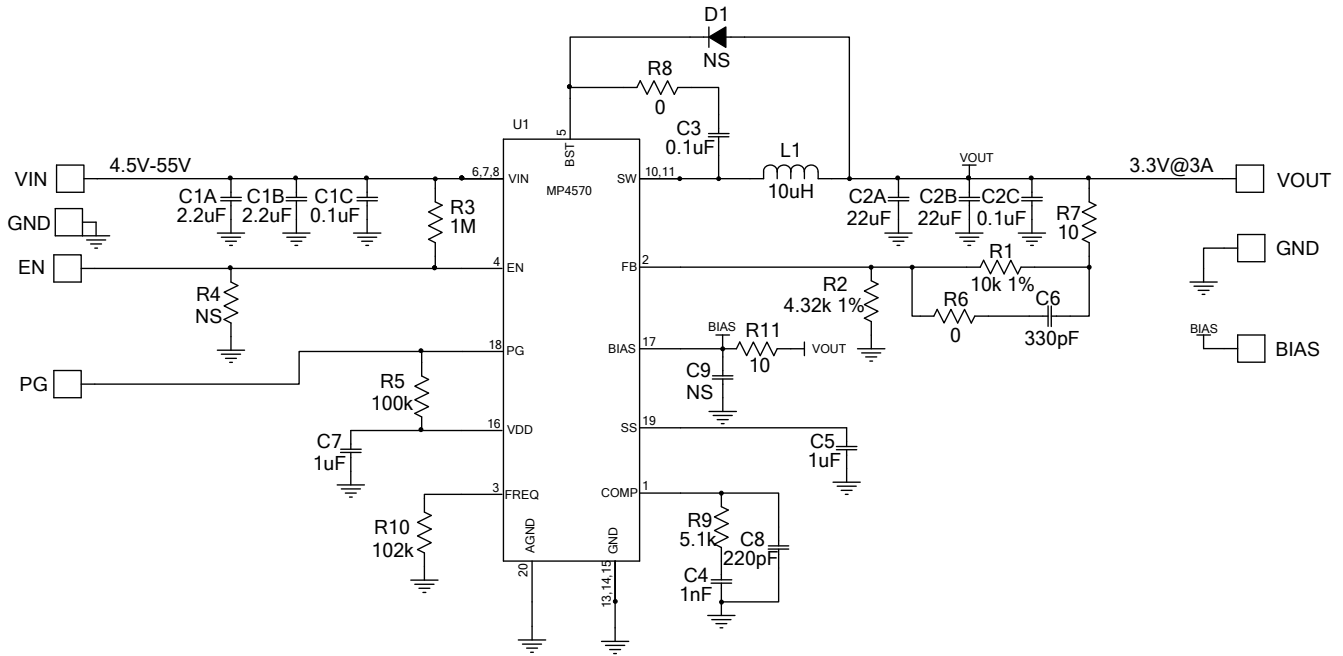 D1
NS
R8
0
C3
0.1uF
U1
5
BST
MP4570
4.5V-55V
VIN
6,7,8
VIN
SW
10,11
L1
10uH
VOUT
3.3V@3A
VOUT
C1A
2.2uF
C1B
2.2uF
C1C
0.1uF
R3
1M
C2A
22uF
C2B
22uF
C2C
0.1uF
R7
10
GND
GND
EN
4
EN
FB
2
R1
10k 1%
R2
4.32k 1%
R6
0
C6
330pF
R4
NS
BIAS
BIAS
PG
18
PG
BIAS
17
BIAS
R11
10
VOUT
C9
NS
R5
100k
16
VDD
C7
1uF
SS
19
C5
1uF
3
FREQ
R10
102k
COMP
1
R9
5.1k
C8
220pF
C4
1nF
AGND
20
GND
13,14,15